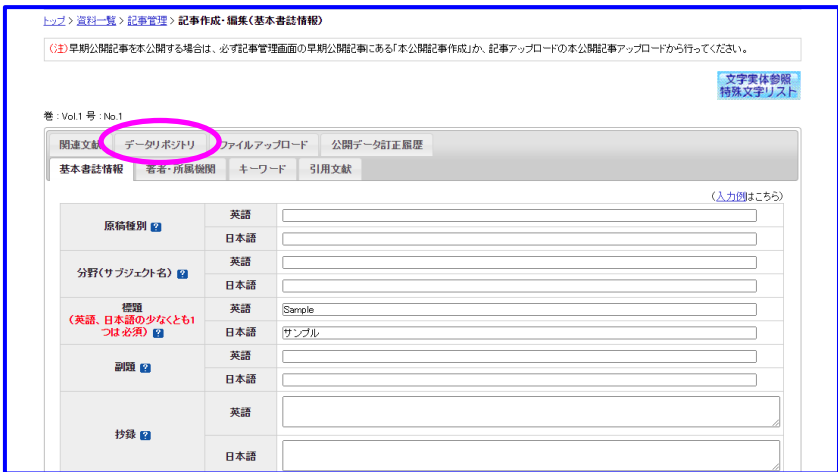 トップ > 資料一覧 > 記事管理 > 記事作成・編集(基本書誌情報)
(注)早期公開記事を本公開する場合は、必ず記事管理画面の早期公開記事にある「本公開記事作成」か、記事アップロードの本公開記事アップロードから行ってください。
文字実体参照
特殊文字リスト
巻 : Vol.1 号 : No.1
関連文献 データリポジトリ ファイルアップロード 公開データ訂正履歴
基本書誌情報 著者・所属機関 キーワード 引用文献
(入力例はこちら)
原稿種別 ? 英語
日本語
分野(サブジェクト名) ? 英語
日本語
標題
(英語、日本語の少なくとも1
つは必須) ?
英語 Sample
日本語 サンプル
副題 ? 英語
日本語
抄録 ? 英語
日本語